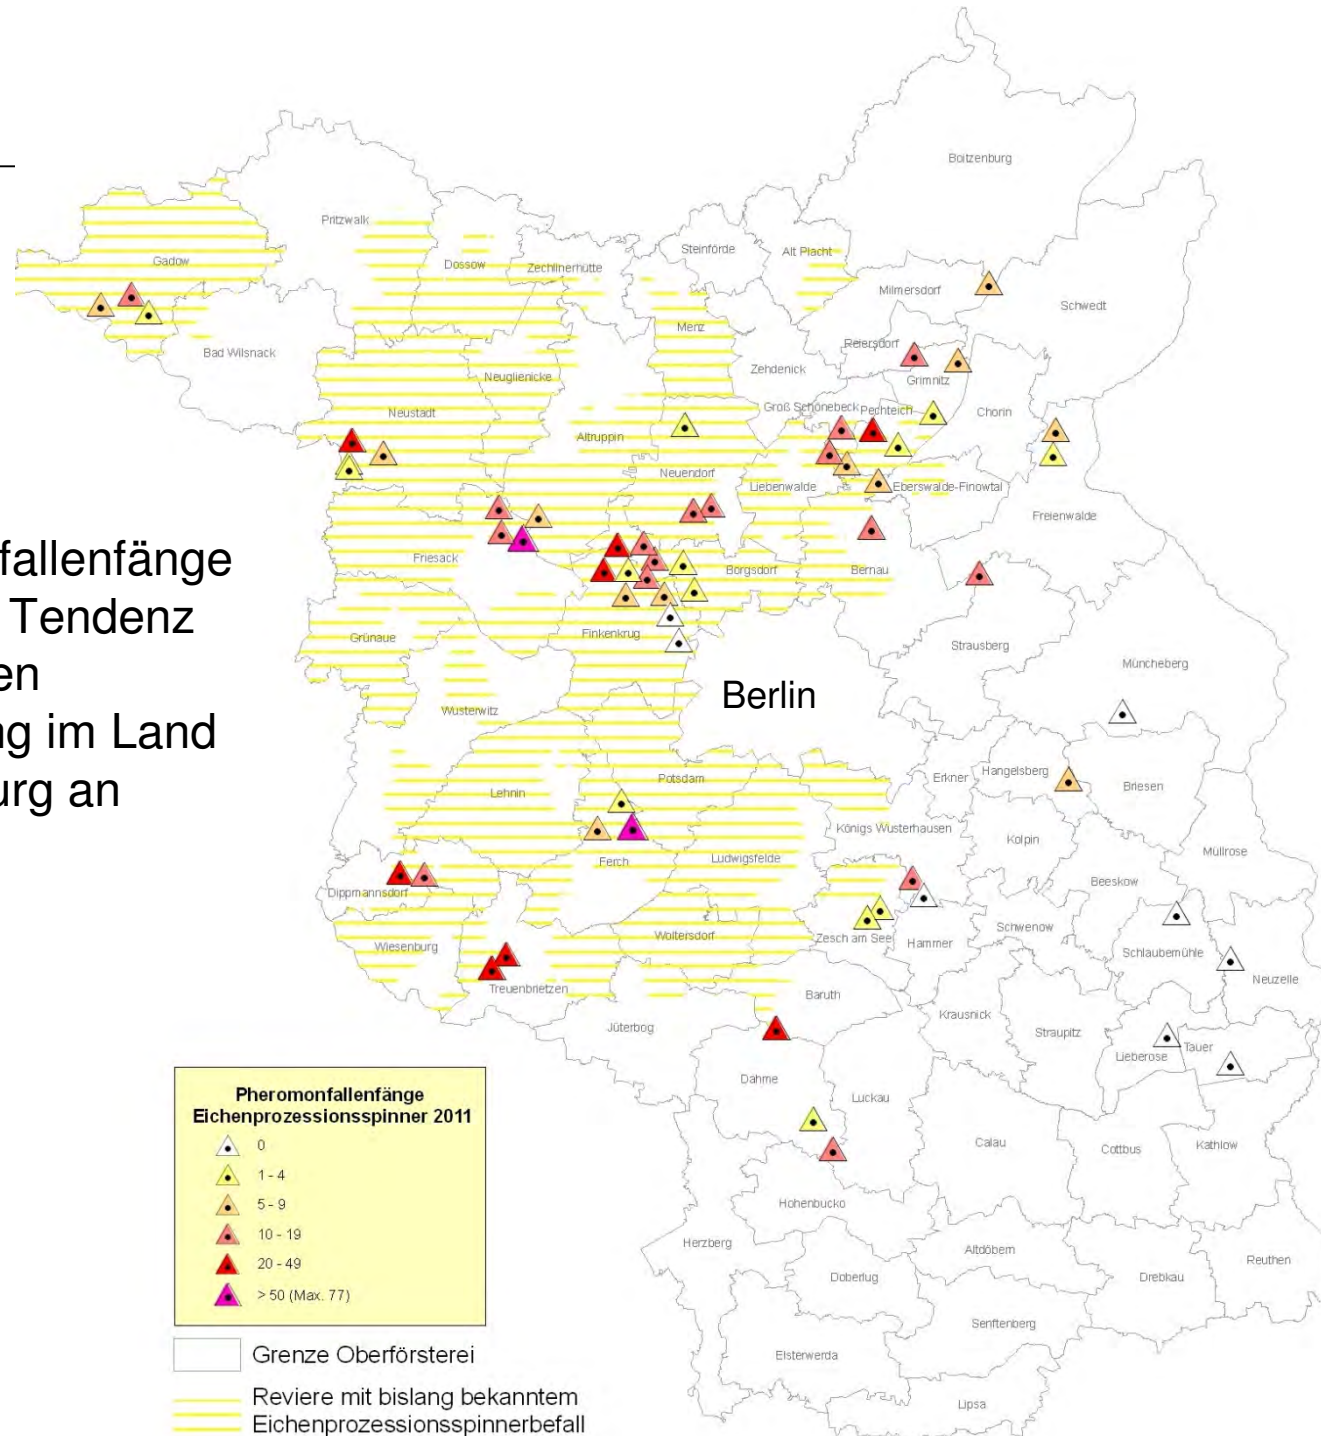 Boitzenburg
Pritzwalk
Steinförde
Alt Placht
Gadow
Dossow
Zechlinerhütte
Milmersdorf
Schwedt
Menz
Reiersdorf
Bad Wilsnack
Zehdenick
Neuglienicke
Grimnitz
Neustadt
Groß Schönebeck
Pechteich
Chorin
Altruppin
Neuendorf
Liebenwalde
Eberswalde-Finowtal
Freienwalde
fallenfänge
Friesack
Borgsdorf
Bernau
Tendenz
Grünaue
Finkenkrug
Strausberg
en
Müncheberg
Berlin
Wusterwitz
ng im Land
Potsdam
Erkner
Hangelsberg
Briesen
urg an
Lehnin
Königs Wusterhausen
Kolpin
Müllrose
Ferch
Ludwigsfelde
Beeskow
Dippmannsdorf
Wiesenburg
Woltersdorf
Zesch am See
Hammer
Schwenow
Schlaubemühle
Neuzelle
Treuenbrietzen
Baruth
Jüterbog
Krausnick
Straupitz
Lieberose
Tauer
Dahme
Luckau
Calau
Cottbus
Kathlow
Hohenbucko
Herzberg
Altdöbern
Reuthen
Doberlug
Drebkau
Senftenberg
Elsterwerda
Lipsa
Pheromonfallenfänge
Eichenprozessionsspinner 2011
0
1 - 4
5 - 9
10 - 19
20 - 49
> 50 (Max. 77)
Grenze Oberförsterei
Reviere mit bislang bekanntem
Eichenprozessionsspinnerbefall